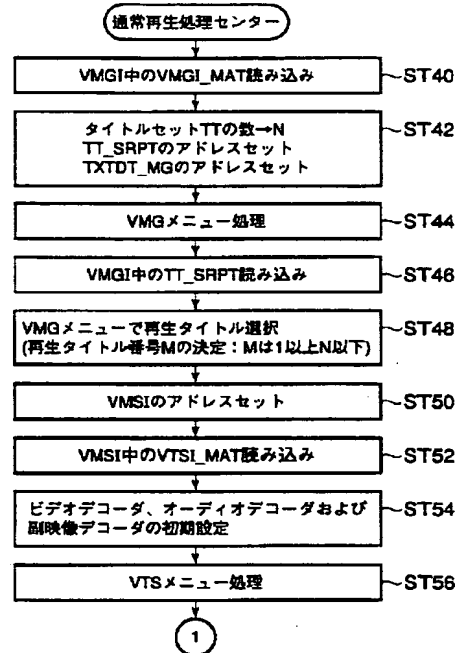 通常再生処理センター
VMGI中のVMGI_MAT読み込み
ST40
タイトルセットTTの数→N
TT_SRPTのアドレスセット
TXTDT_MGのアドレスセット
ST42
VMGメニュー処理
ST44
VMGI中のTT_SRPT読み込み
ST46
VMGメニューで再生タイトル選択
(再生タイトル番号Mの決定：Mは1以上N以下)
ST48
VMSIのアドレスセット
ST50
VMSI中のVTSI_MAT読み込み
ST52
ビデオデコーダ、オーディオデコーダおよび
副映像デコーダの初期設定
ST54
VTSメニュー処理
ST56
1